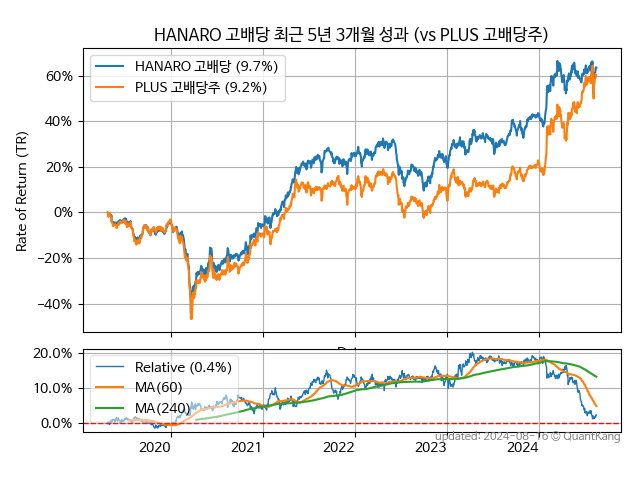 HANARO 고배당 최근 5년 3개월 성과 (vs PLUS 고배당주)
60%
40%
20%
0%
−20%
−40%
Rate of Return (TR)
HANARO 고배당 (9.7%)
PLUS 고배당주 (9.2%)
20.0%
10.0%
0.0%
Relative (0.4%)
MA(60)
MA(240)
2020
2021
2022
2023
2024
updated: 2024-08-16 © QuantKang